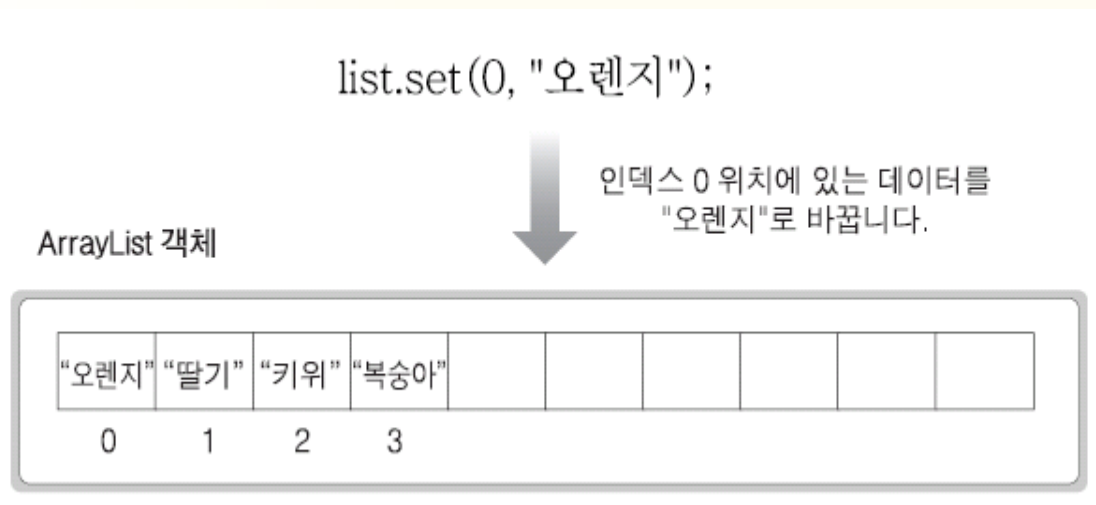 list.set(0, "오렌지");
인덱스 0 위치에 있는 데이터를
"오렌지"로 바꿉니다.
ArrayList 객체
“오렌지” “딸기” “키위” “복숭아”
0 1 2 3